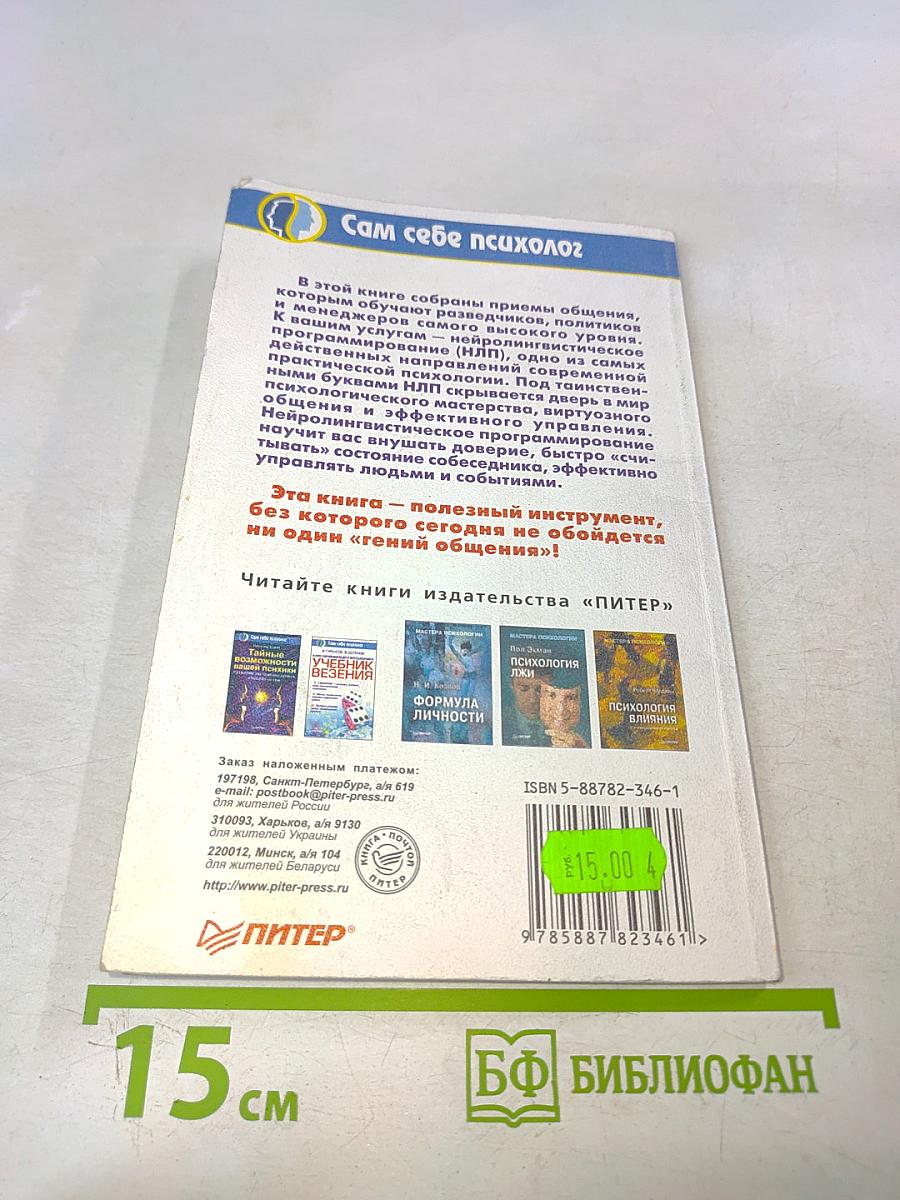 Сам себе психолог
В этой книге собраны приемы общения,
которым обучают разведчиков, политиков
и менеджеров самого высокого уровня.
К вашим услугам — нейролингвистическое
программирование (НЛП), одно из самых
действенных направлений современной
практической психологии. Под таинствен-
ными буквами НЛП скрывается дверь в мир
психологического мастерства, виртуозного
общения и эффективного управления.
Нейролингвистическое программирование
научит вас внушать доверие, быстро «счи-
тывать» состояние собеседника, эффективно
управлять людьми и событиями.
Эта книга — полезный инструмент,
без которого сегодня не обойдется
ни один «гений общения»!
Читайте книги издательства «ПИТЕР»
Сам себе психолог
Тайные
возможности
вашей психики
Сам себе психолог
УЧЕБНИК
ВЕЗЕНИЯ
МАСТЕРА ПСИХОЛОГИИ
Н. И. Козлов
ФОРМУЛА
ЛИЧНОСТИ
МАСТЕРА ПСИХОЛОГИИ
Пол Экман
ПСИХОЛОГИЯ
ЛЖИ
МАСТЕРА ПСИХОЛОГИИ
ПСИХОЛОГИЯ
ВЛИЯНИЯ
Заказ наложенным платежом:
197198, Санкт-Петербург, а/я 619
e-mail: postbook@piter-press.ru
для жителей России
310093, Харьков, а/я 9130
для жителей Украины
220012, Минск, а/я 104
для жителей Беларуси
http://www.piter-press.ru
КНИГА • ПОЧТОЙ
ПИТЕР
ПИТЕР®
ISBN 5-88782-346-1
РУБ. 15.00 4
9 785887 823461 >
15 см
БФ БИБЛИОФАН